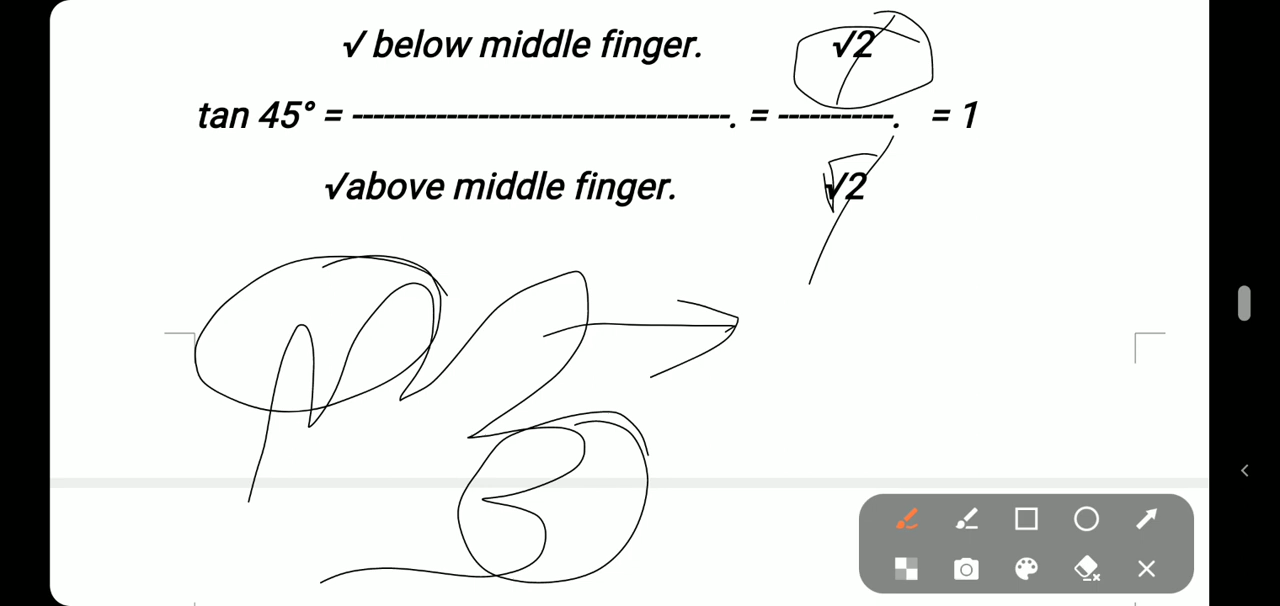 √ below middle finger. √2
tan 45° = -----------------------------------. = -----------. = 1
√above middle finger. √2